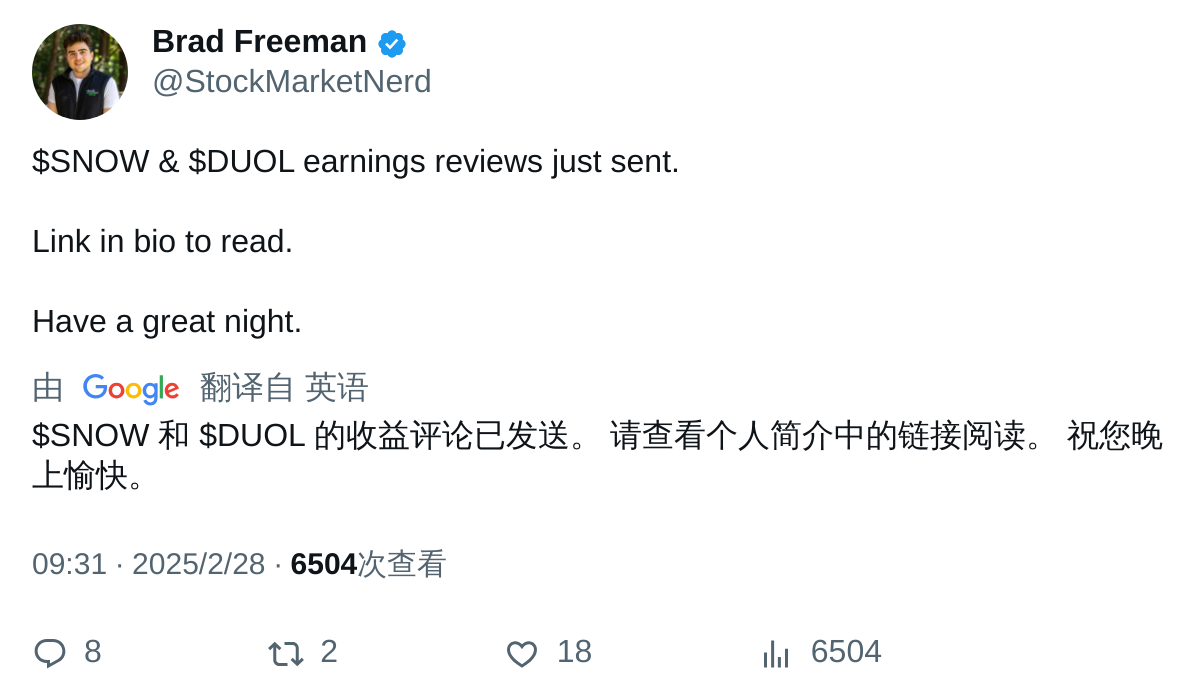 Brad Freeman
@StockMarketNerd
$SNOW & $DUOL earnings reviews just sent.
Link in bio to read.
Have a great night.
由 Google 翻译自 英语
$SNOW 和 $DUOL 的收益评论已发送。 请查看个人简介中的链接阅读。 祝您晚
上愉快。
09:31 · 2025/2/28 · 6504次查看
8 2 18 6504